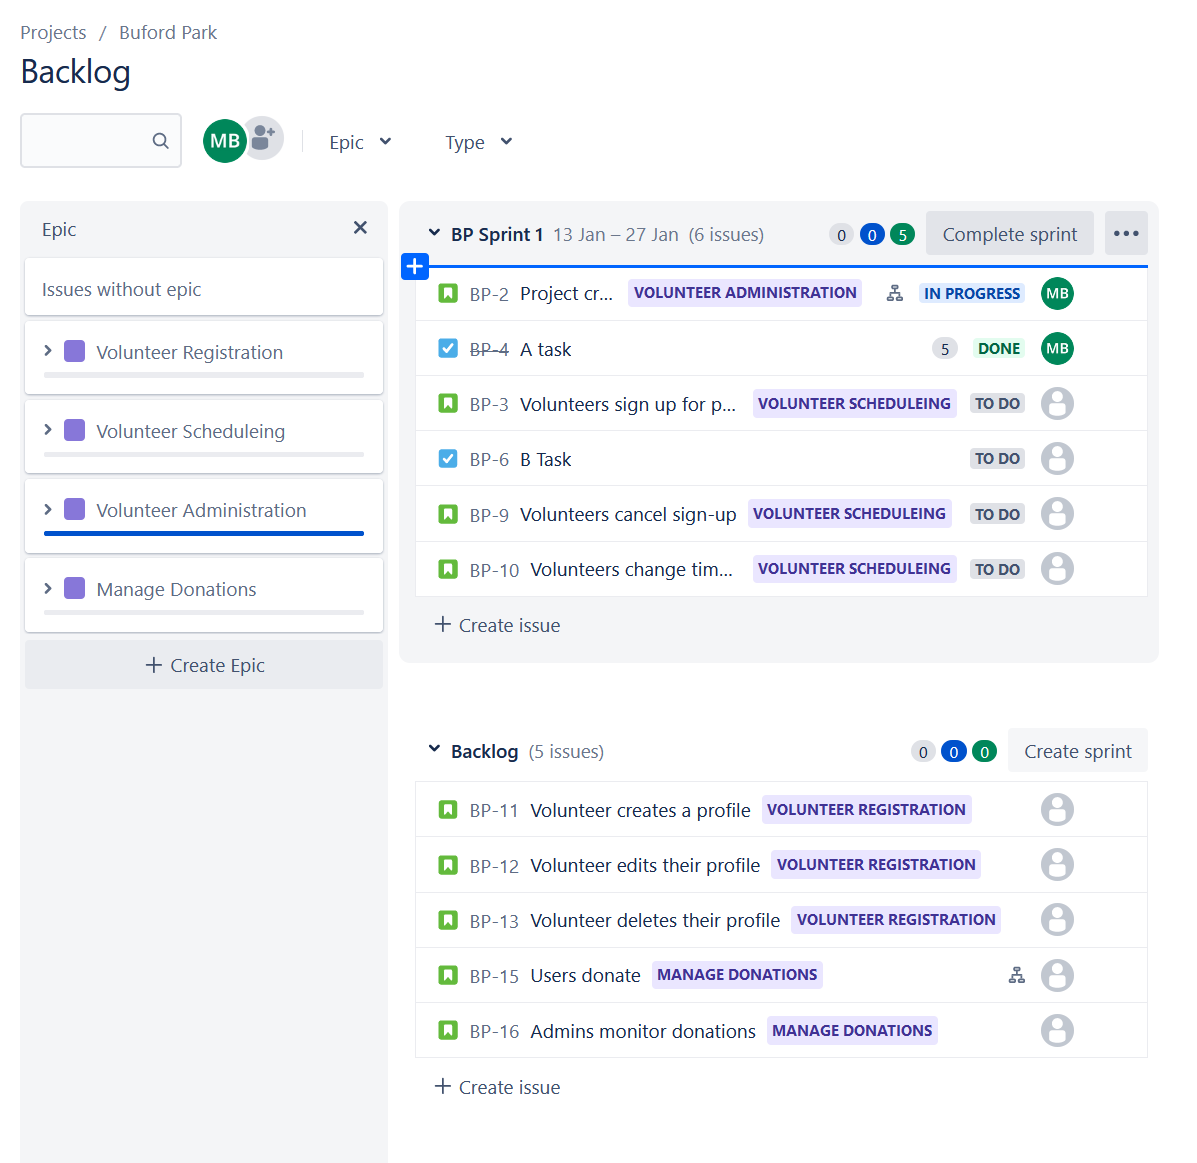 Projects / Buford Park
Backlog
MB
Epic
Type
Epic
Issues without epic
Volunteer Registration
Volunteer Scheduleing
Volunteer Administration
Manage Donations
Create Epic
BP Sprint 1 13 Jan – 27 Jan (6 issues) 0 0 5 Complete sprint
BP-2 Project cr... VOLUNTEER ADMINISTRATION IN PROGRESS MB
BP-4 A task 5 DONE MB
BP-3 Volunteers sign up for p... VOLUNTEER SCHEDULEING TO DO
BP-6 B Task TO DO
BP-9 Volunteers cancel sign-up VOLUNTEER SCHEDULEING TO DO
BP-10 Volunteers change tim... VOLUNTEER SCHEDULEING TO DO
Create issue
Backlog (5 issues) 0 0 0 Create sprint
BP-11 Volunteer creates a profile VOLUNTEER REGISTRATION
BP-12 Volunteer edits their profile VOLUNTEER REGISTRATION
BP-13 Volunteer deletes their profile VOLUNTEER REGISTRATION
BP-15 Users donate MANAGE DONATIONS
BP-16 Admins monitor donations MANAGE DONATIONS
Create issue